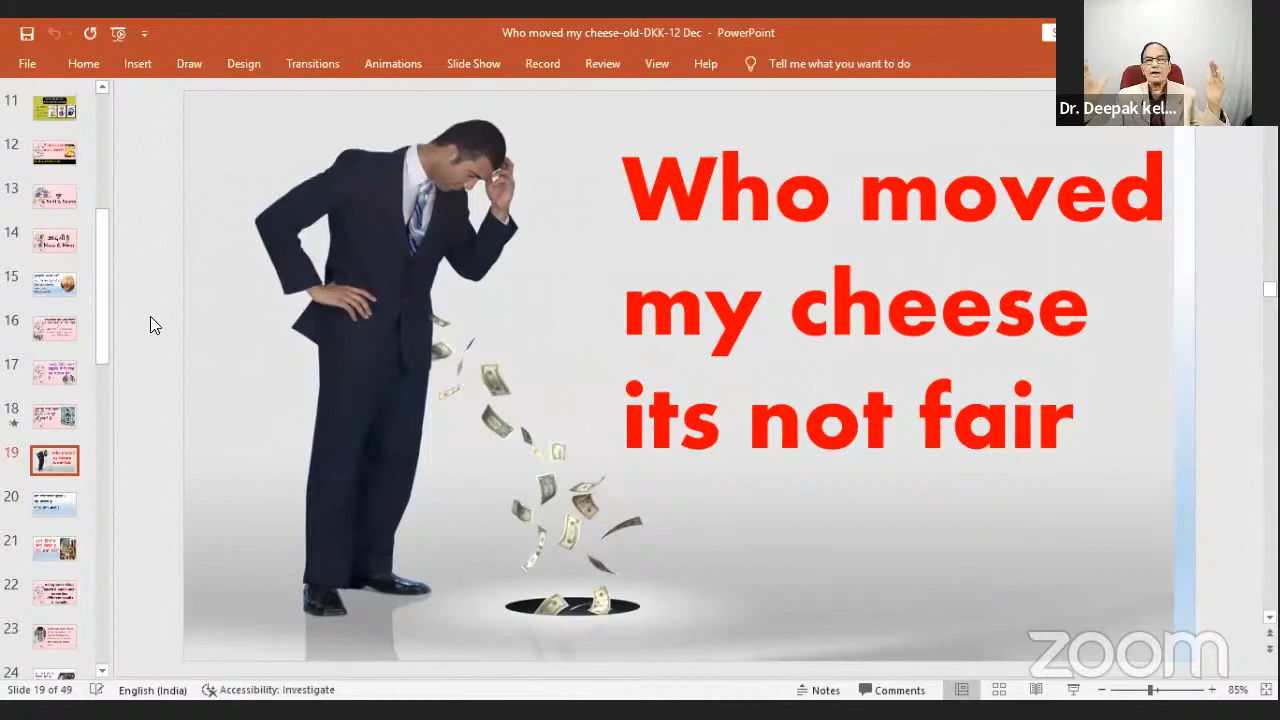 Who moved my cheese-old-DKK-12 Dec - PowerPoint
File Home Insert Draw Design Transitions Animations Slide Show Record Review View Help Tell me what you want to do
Dr. Deepak kel...
11
12
13
14
15
16
17
18
19
20
21
22
23
24
Who moved
my cheese
its not fair
zoom
Slide 19 of 49 English (India) Accessibility: Investigate Notes Comments 85%